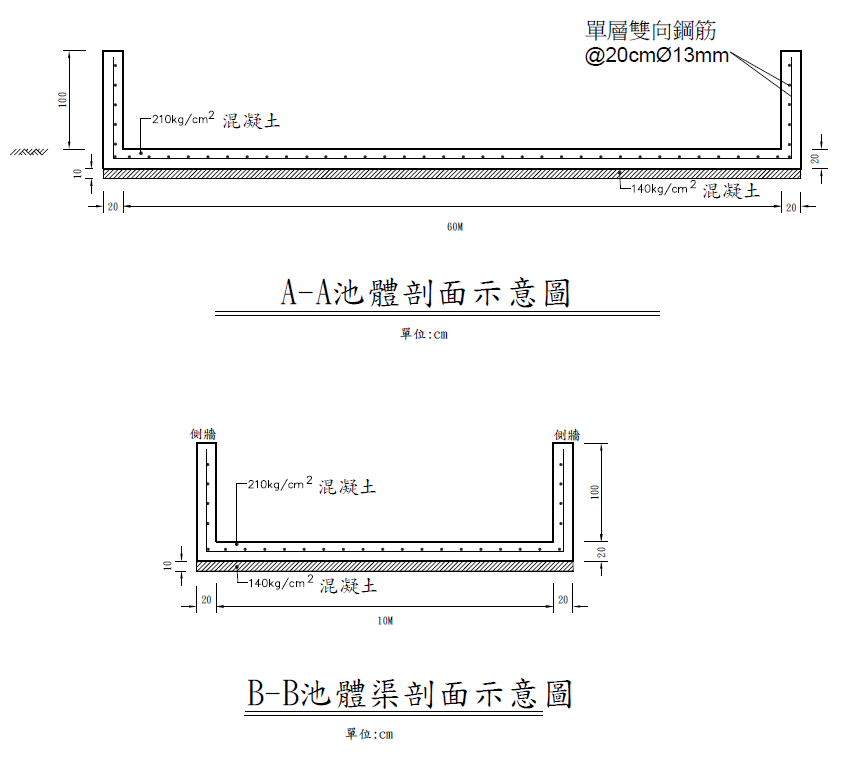 單層雙向鋼筋
@20cmØ13mm
100
210kg/cm2 混凝土
20
10
140kg/cm2 混凝土
20
20
60M
A-A池體剖面示意圖
單位:cm
側牆
側牆
210kg/cm2 混凝土
100
20
10
140kg/cm2 混凝土
20
20
10M
B-B池體渠剖面示意圖
單位:cm